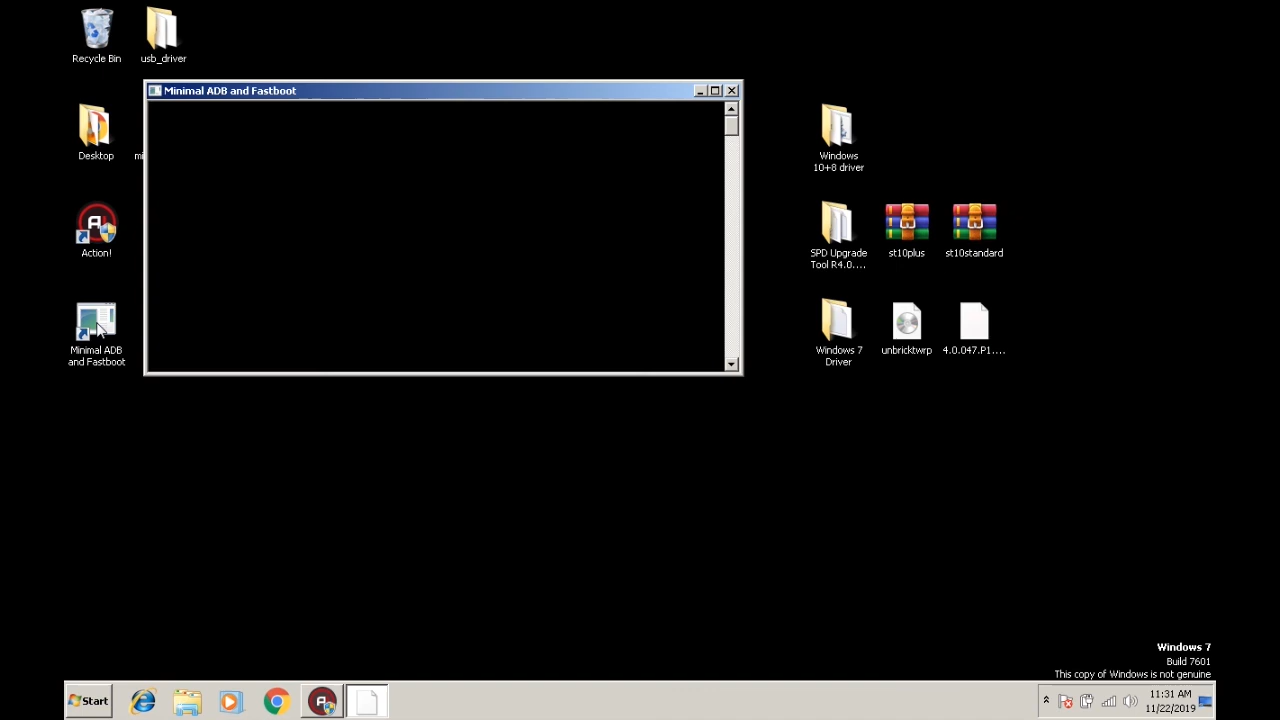 Recycle Bin
usb_driver
Minimal ADB and Fastboot
Desktop
mi
Windows
10+8 driver
Action!
SPD Upgrade
Tool R4.0....
st10plus
st10standard
Minimal ADB
and Fastboot
Windows 7
Driver
unbricktwrp
4.0.047.P1....
Windows 7
Build 7601
This copy of Windows is not genuine
Start
11:31 AM
11/22/2019